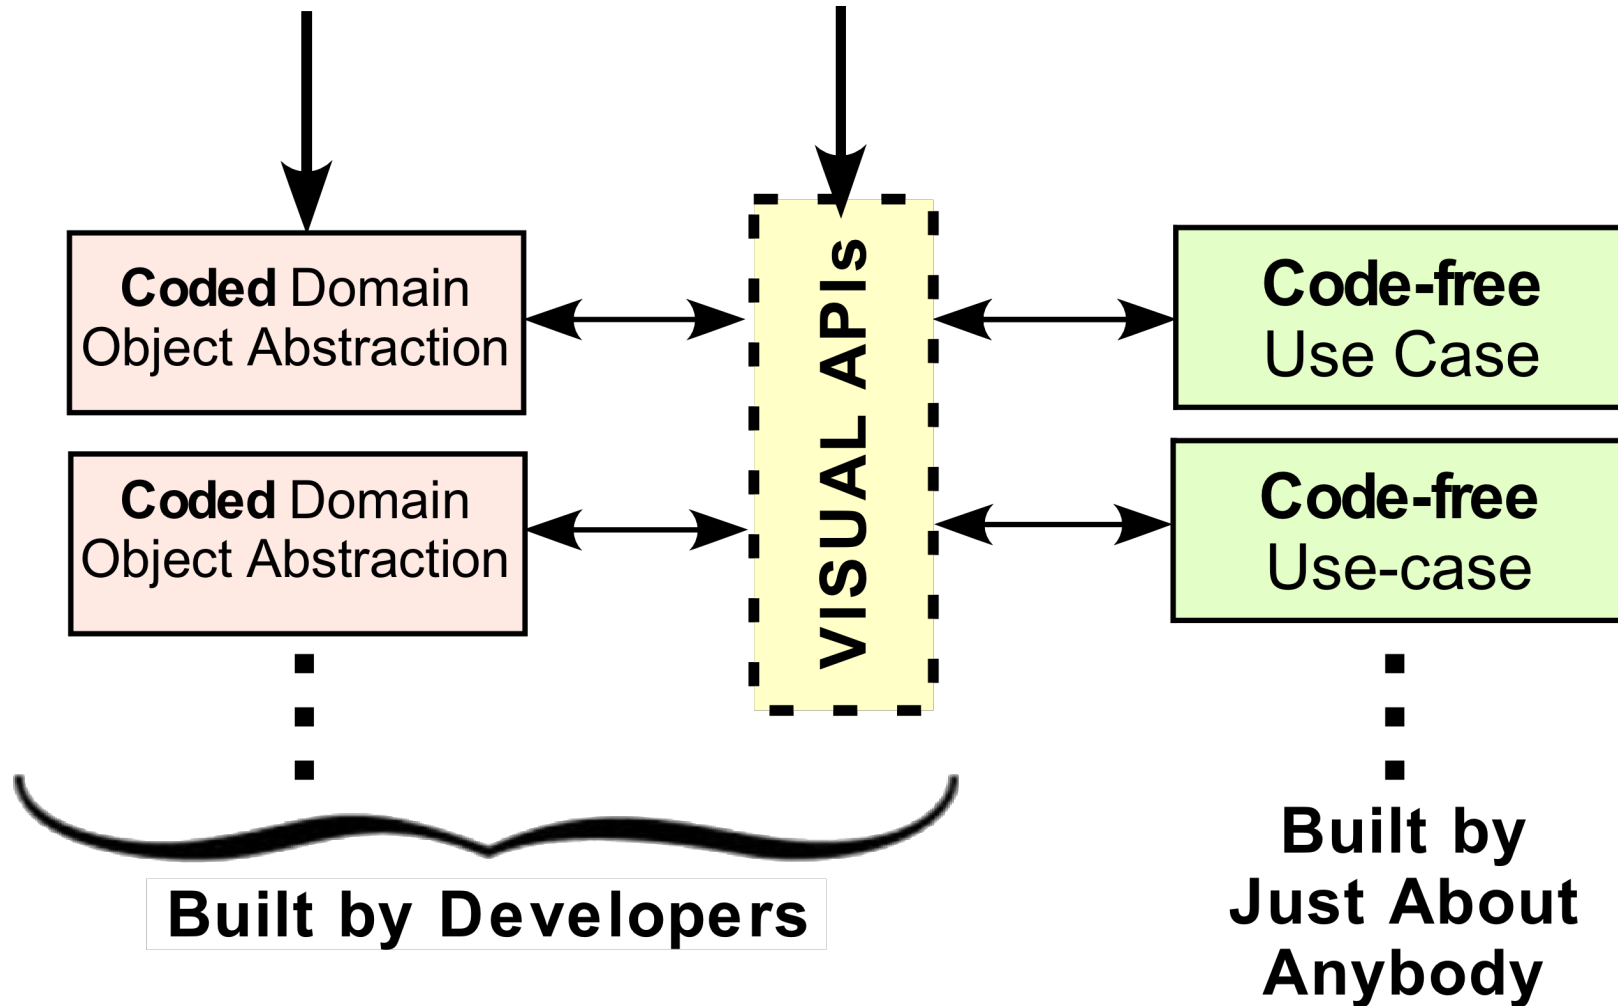 Coded Domain
Object Abstraction
Coded Domain
Object Abstraction
VISUAL APIs
Code-free
Use Case
Code-free
Use-case
Built by Developers
Built by
Just About
Anybody